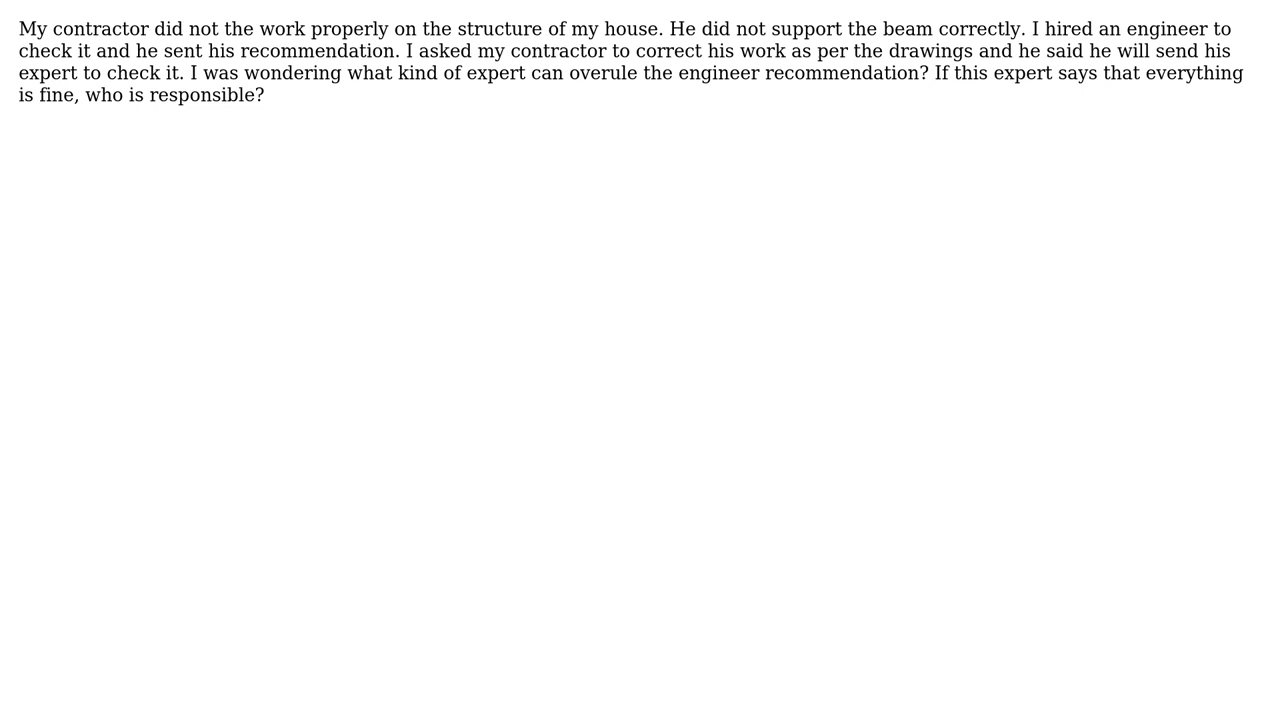 My contractor did not the work properly on the structure of my house. He did not support the beam correctly. I hired an engineer to
check it and he sent his recommendation. I asked my contractor to correct his work as per the drawings and he said he will send his
expert to check it. I was wondering what kind of expert can overule the engineer recommendation? If this expert says that everything
is fine, who is responsible?